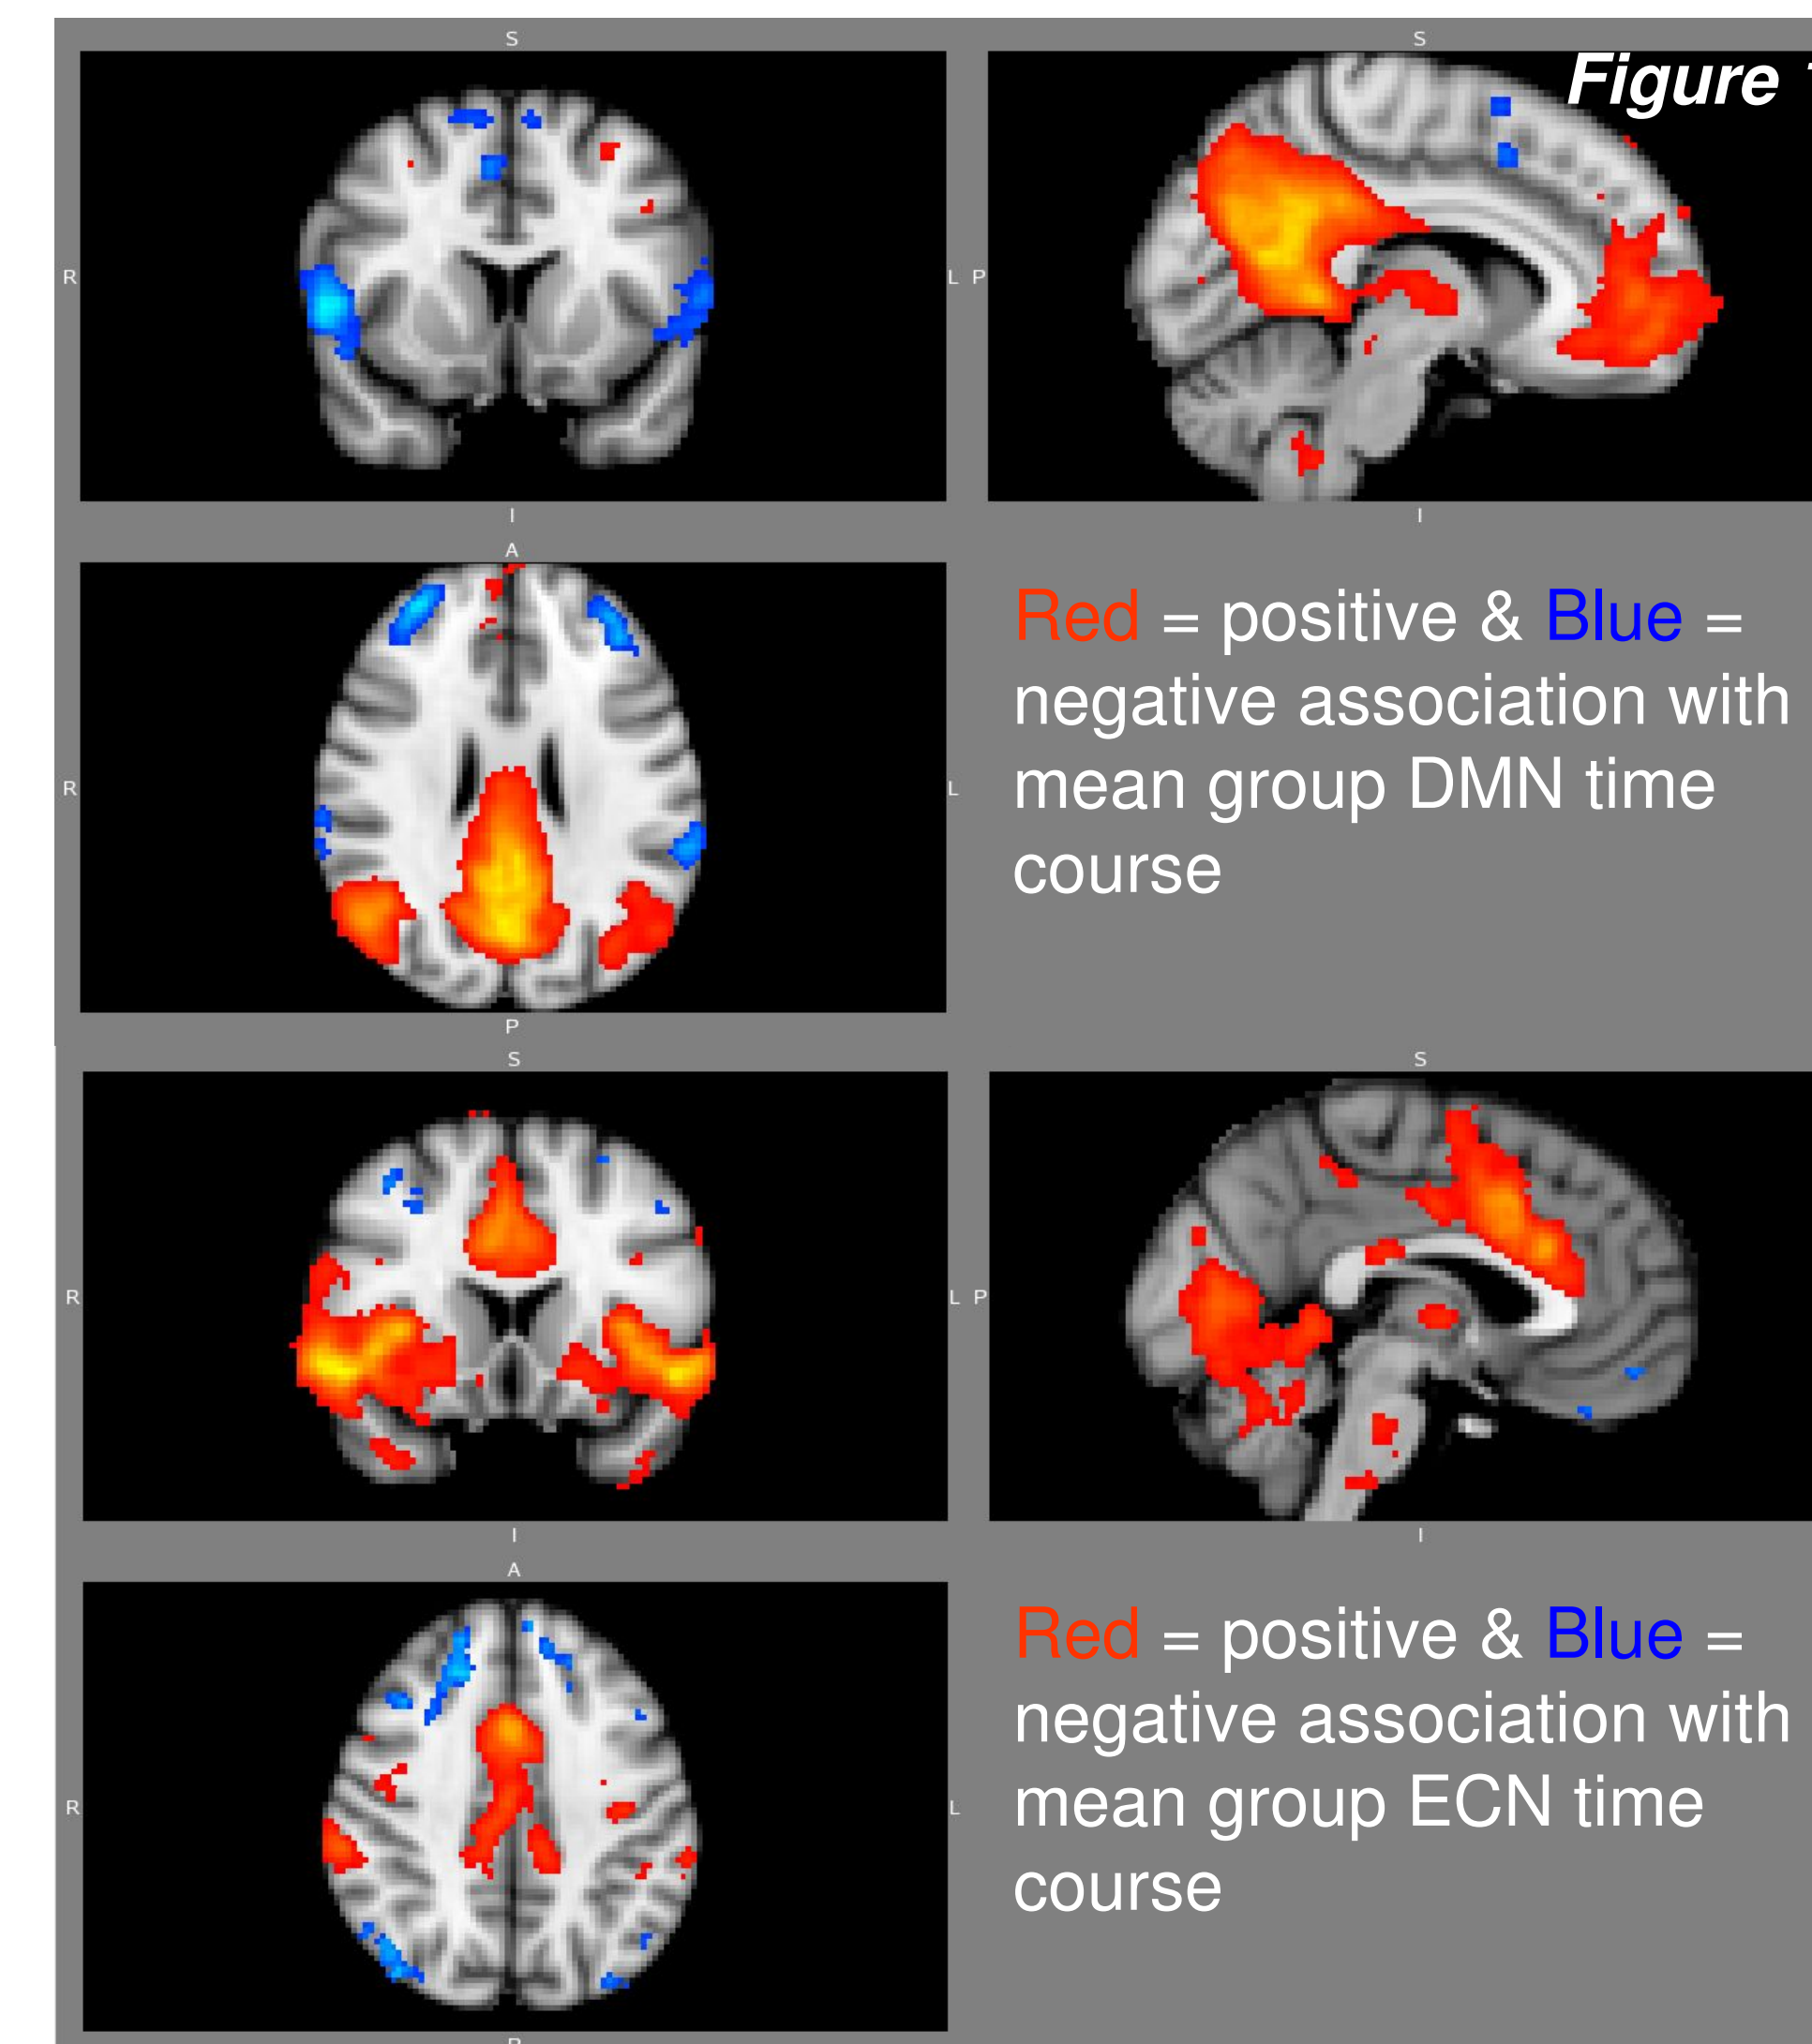 S
S
Figure 1
R
L
P
I
I
A
Red = positive & Blue =
negative association with
mean group DMN time
course
R
L
P
S
S
R
L
P
I
I
A
Red = positive & Blue =
negative association with
mean group ECN time
course
R
L